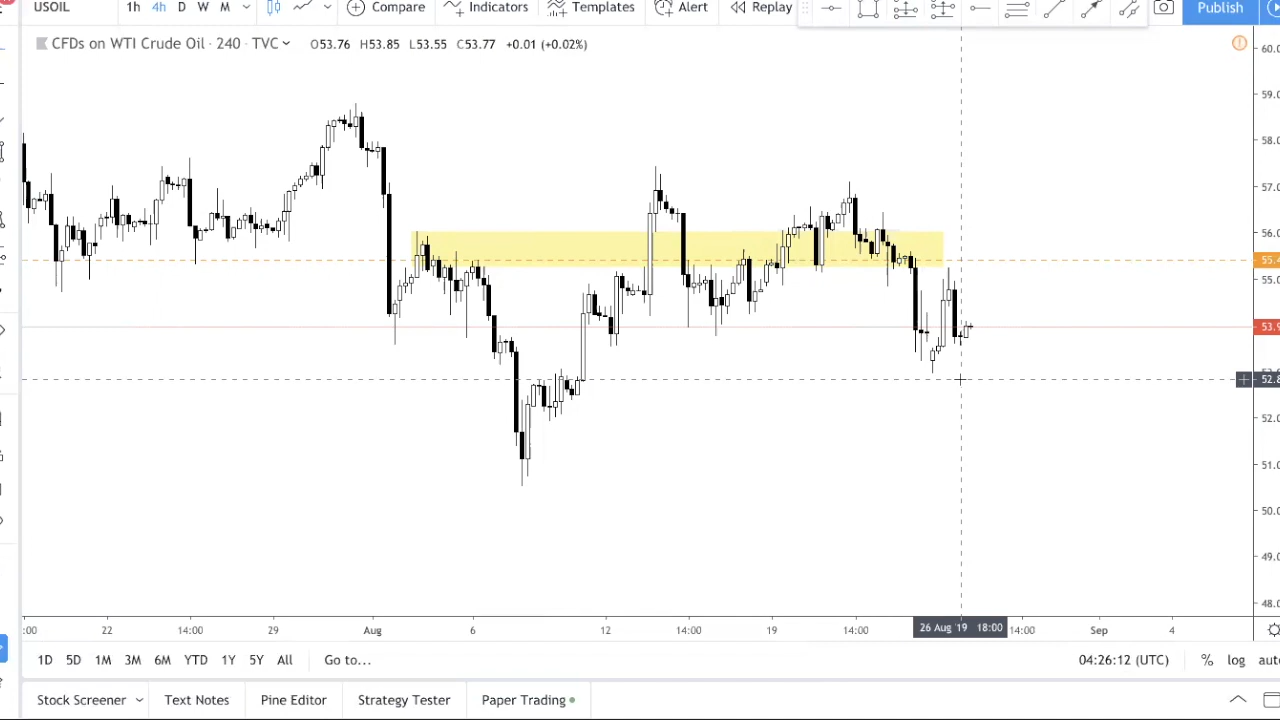 USOIL 1h 4h D W M Compare Indicators Templates Alert Replay Publish
CFDs on WTI Crude Oil · 240 · TVC O53.76 H53.85 L53.55 C53.77 +0.01 (+0.02%)
60.0
59.0
58.0
57.0
56.0
55.4
55.0
53.9
52.8
52.0
51.0
50.0
49.0
48.0
:00 22 14:00 29 Aug 6 12 14:00 19 14:00 26 Aug '19 18:00 14:00 Sep 4
1D 5D 1M 3M 6M YTD 1Y 5Y All Go to... 04:26:12 (UTC) % log auto
Stock Screener Text Notes Pine Editor Strategy Tester Paper Trading